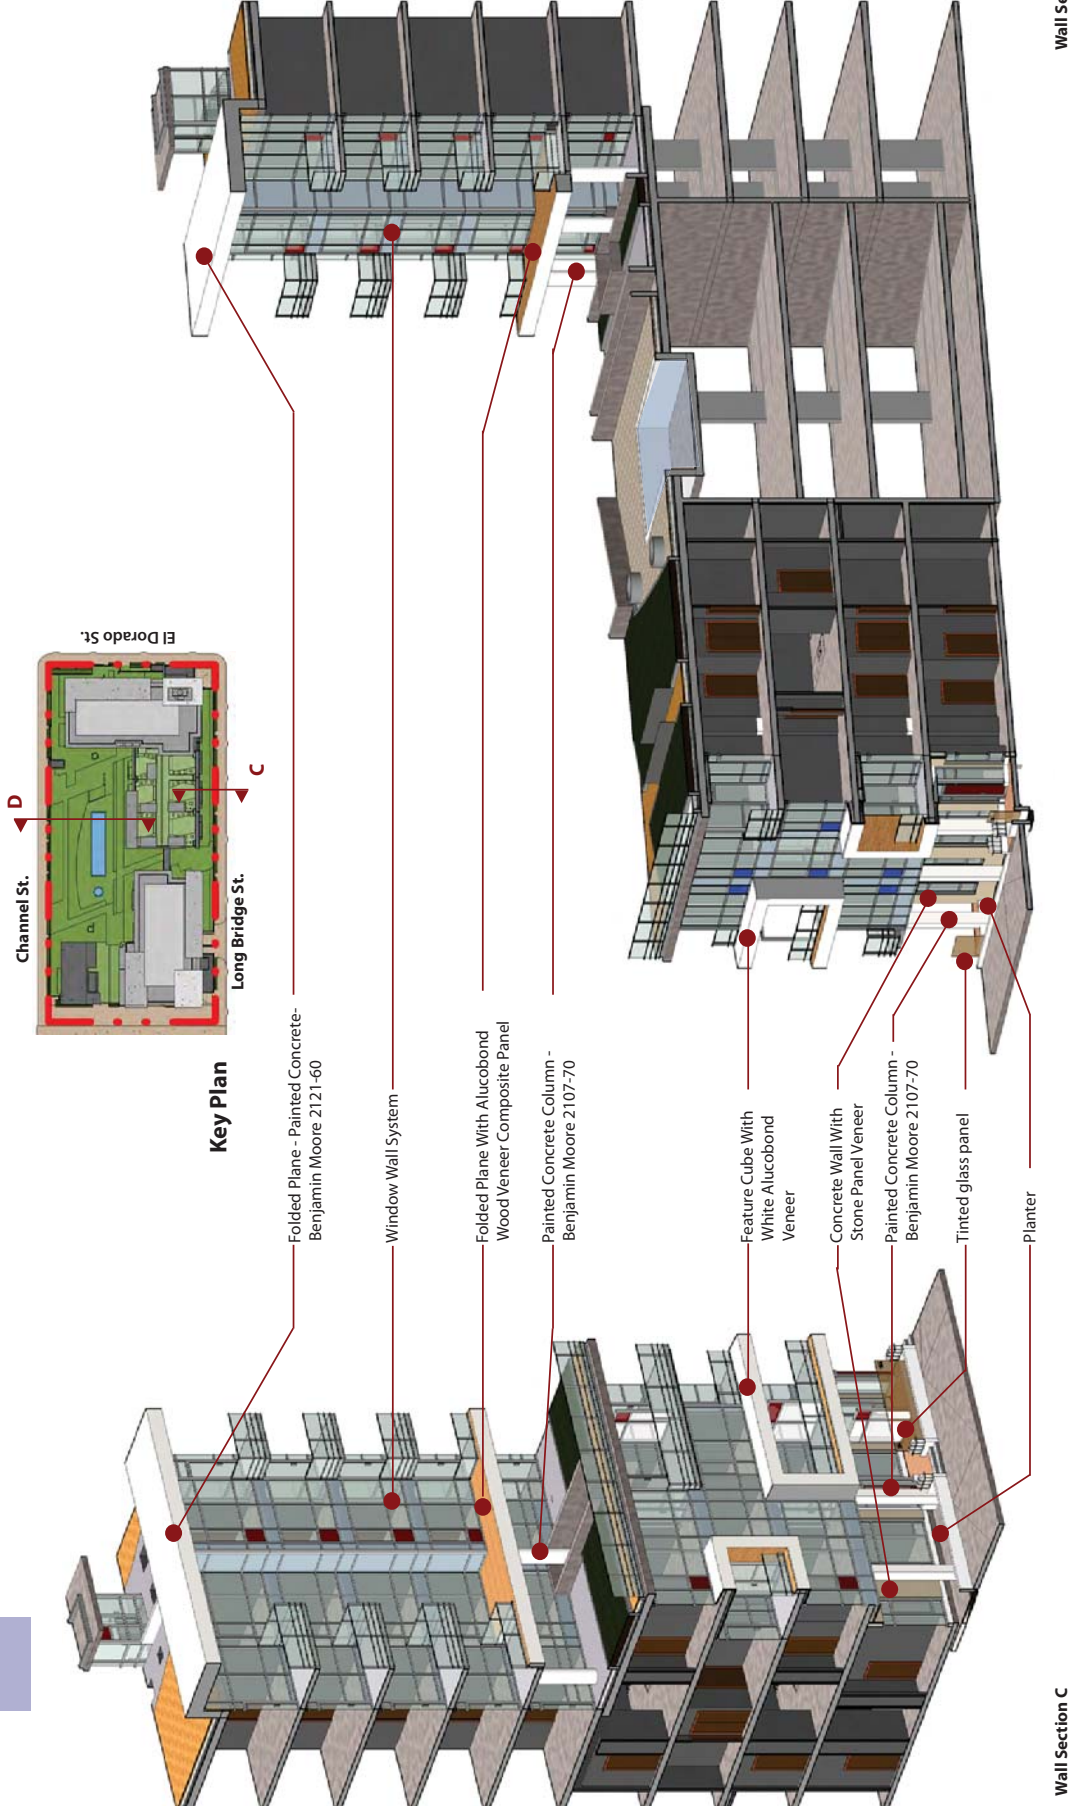 Channel St.
D
El Dorado St.
C
Long Bridge St.
Key Plan
Folded Plane - Painted Concrete-
Benjamin Moore 2121-60
Window Wall System
Folded Plane With Alucobond
Wood Veneer Composite Panel
Painted Concrete Column -
Benjamin Moore 2107-70
Feature Cube With
White Alucobond
Veneer
Concrete Wall With
Stone Panel Veneer
Painted Concrete Column -
Benjamin Moore 2107-70
Tinted glass panel
Planter
Wall Section C
Wall